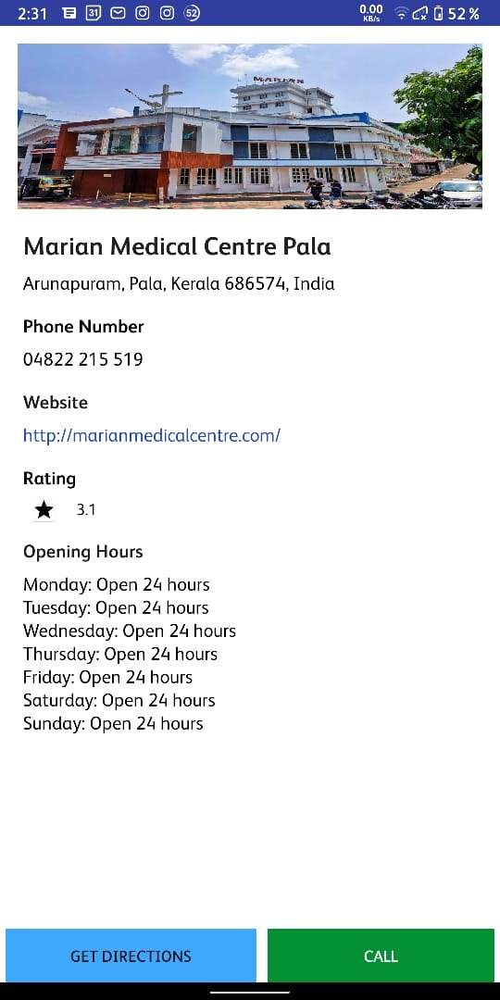 2:31
31
52
0.00
KB/s
52 %
MARIAN
Marian Medical Centre Pala
Arunapuram, Pala, Kerala 686574, India
Phone Number
04822 215 519
Website
http://marianmedicalcentre.com/
Rating
3.1
Opening Hours
Monday: Open 24 hours
Tuesday: Open 24 hours
Wednesday: Open 24 hours
Thursday: Open 24 hours
Friday: Open 24 hours
Saturday: Open 24 hours
Sunday: Open 24 hours
GET DIRECTIONS
CALL